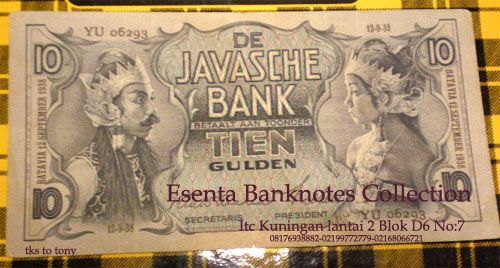 10
YU 06293
12-9-38
DE
JAVASCHE
BANK
BETAALT AAN TOONDER
TIEN
GULDEN
10
BATAVIA 12 SEPTEMBER 1938
BATAVIA 12 SEPTEMBER 1938
10
12-9-38
SECRETARIS
PRESIDENT
YU 06293
10
Esenta Banknotes Collection
Itc Kuningan lantai 2 Blok D6 No:7
08176938882-02199772779-02168066721
tks to tony